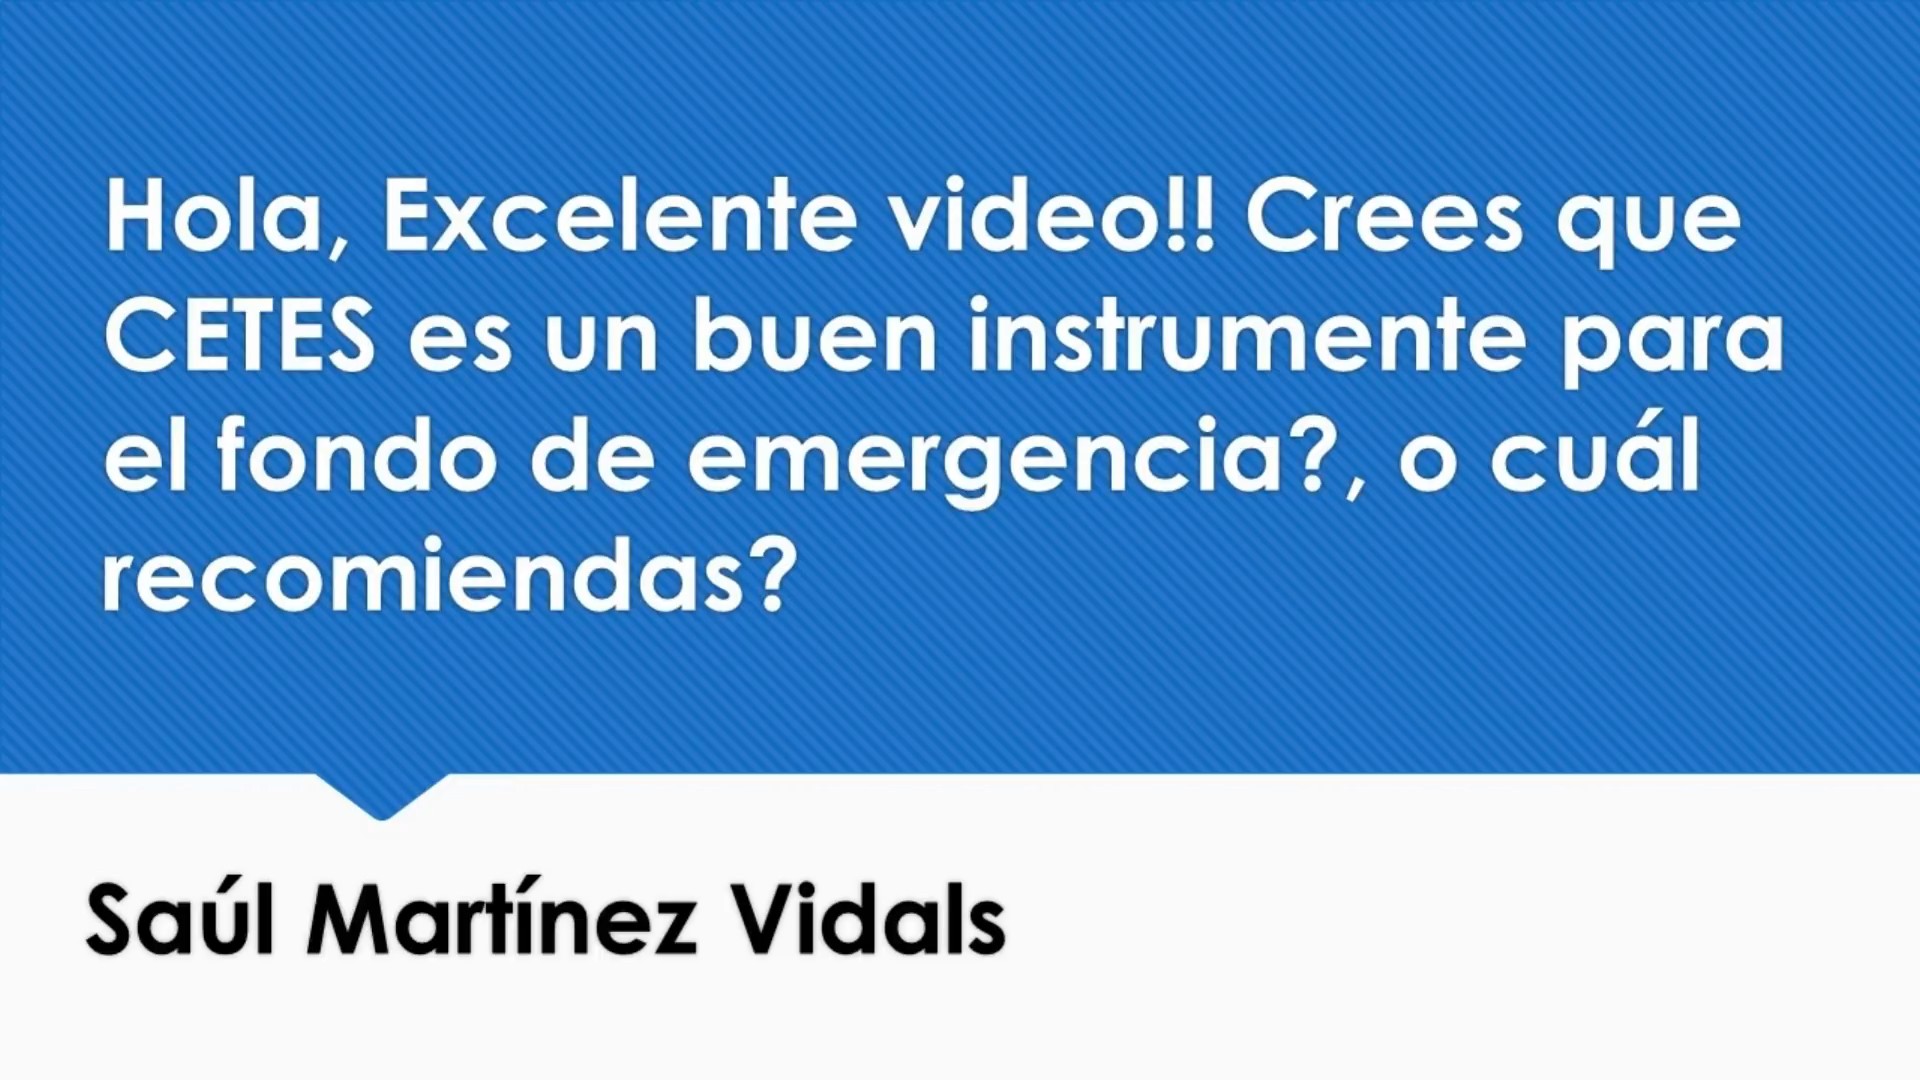 Hola, Excelente video!! Crees que
CETES es un buen instrumente para
el fondo de emergencia?, o cuál
recomiendas?
Saúl Martínez Vidals